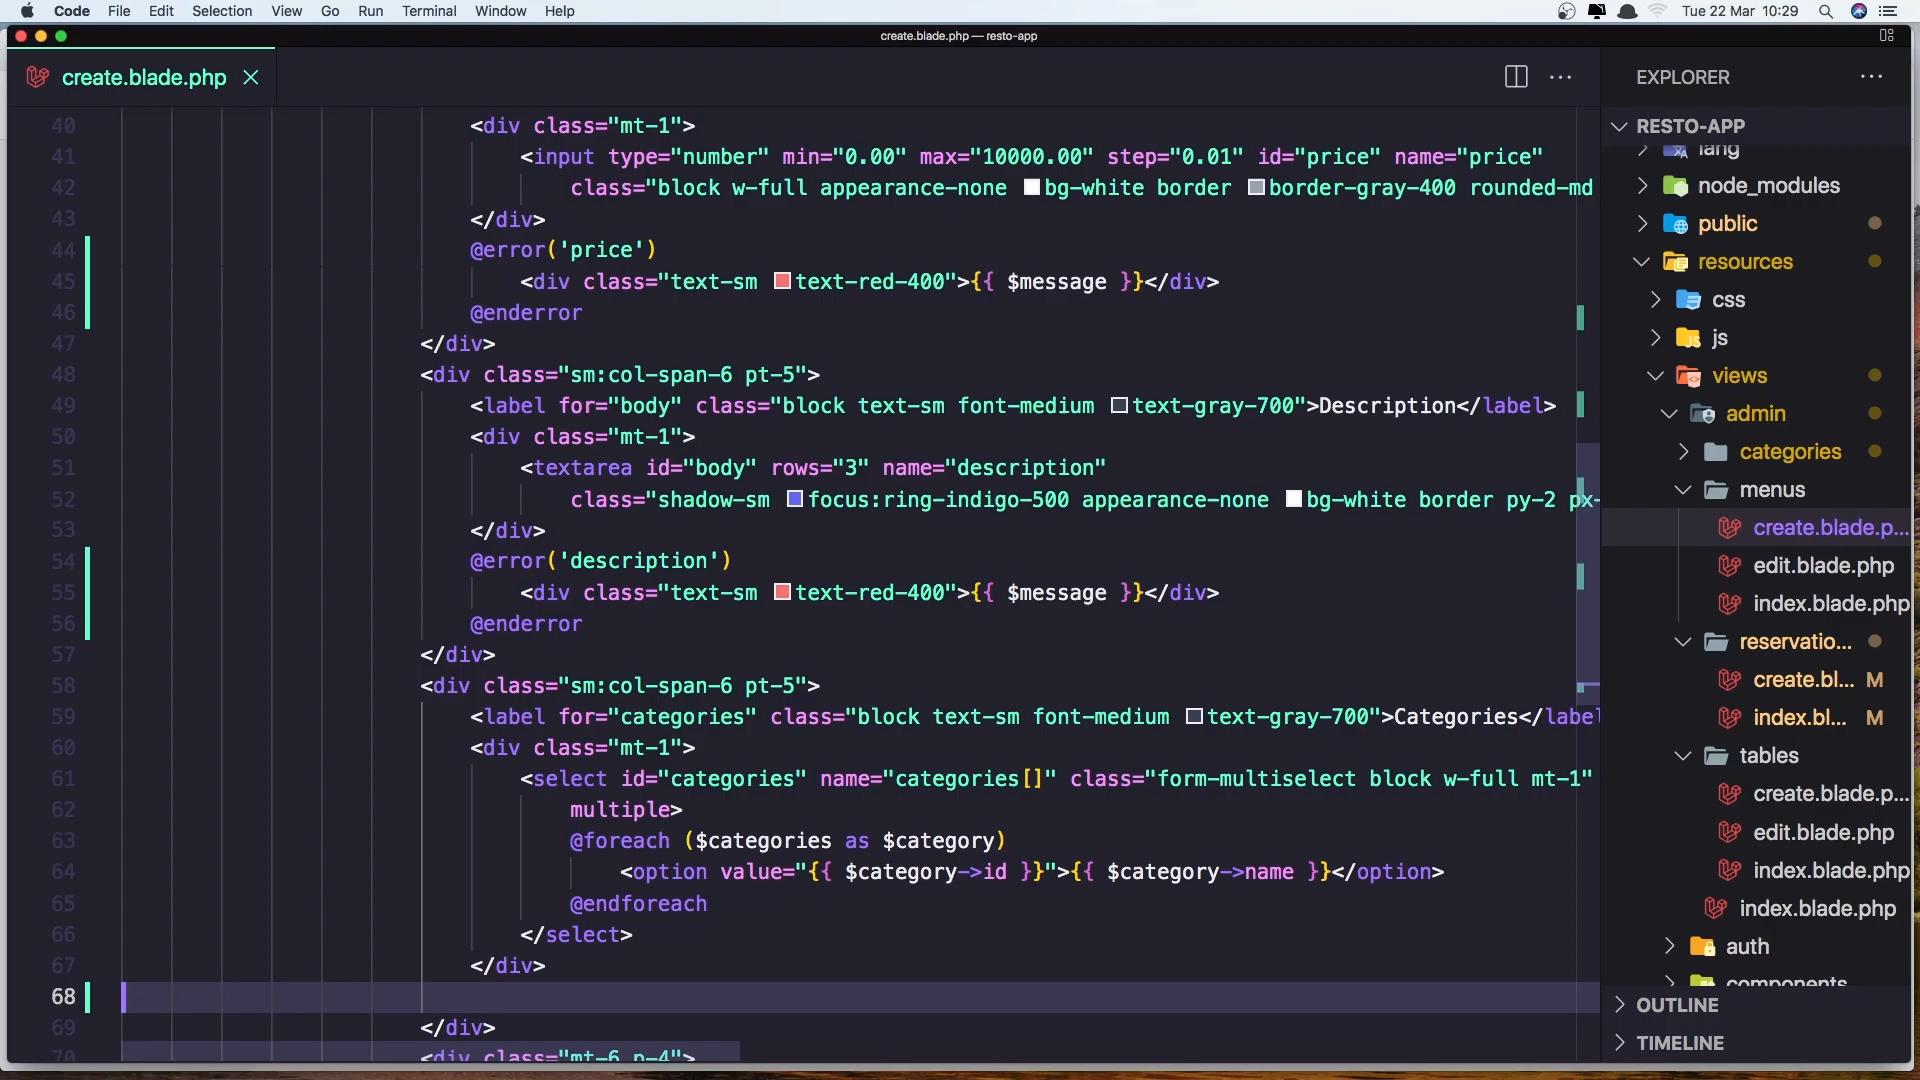 Code File Edit Selection View Go Run Terminal Window Help Tue 22 Mar 10:29
create.blade.php — resto-app
create.blade.php
EXPLORER
RESTO-APP
lang
node_modules
public
resources
css
js
views
admin
categories
menus
create.blade.p...
edit.blade.php
index.blade.php
reservatio...
create.bl... M
index.bl... M
tables
create.blade.p...
edit.blade.php
index.blade.php
index.blade.php
auth
components
OUTLINE
TIMELINE
40 <div class="mt-1">
41 <input type="number" min="0.00" max="10000.00" step="0.01" id="price" name="price"
42 class="block w-full appearance-none bg-white border border-gray-400 rounded-md
43 </div>
44 @error('price')
45 <div class="text-sm text-red-400">{{ $message }}</div>
46 @enderror
47 </div>
48 <div class="sm:col-span-6 pt-5">
49 <label for="body" class="block text-sm font-medium text-gray-700">Description</label>
50 <div class="mt-1">
51 <textarea id="body" rows="3" name="description"
52 class="shadow-sm focus:ring-indigo-500 appearance-none bg-white border py-2 px-
53 </div>
54 @error('description')
55 <div class="text-sm text-red-400">{{ $message }}</div>
56 @enderror
57 </div>
58 <div class="sm:col-span-6 pt-5">
59 <label for="categories" class="block text-sm font-medium text-gray-700">Categories</label
60 <div class="mt-1">
61 <select id="categories" name="categories[]" class="form-multiselect block w-full mt-1"
62 multiple>
63 @foreach ($categories as $category)
64 <option value="{{ $category->id }}">{{ $category->name }}</option>
65 @endforeach
66 </select>
67 </div>
68
69 </div>
70 <div class="mt-6 p-4">